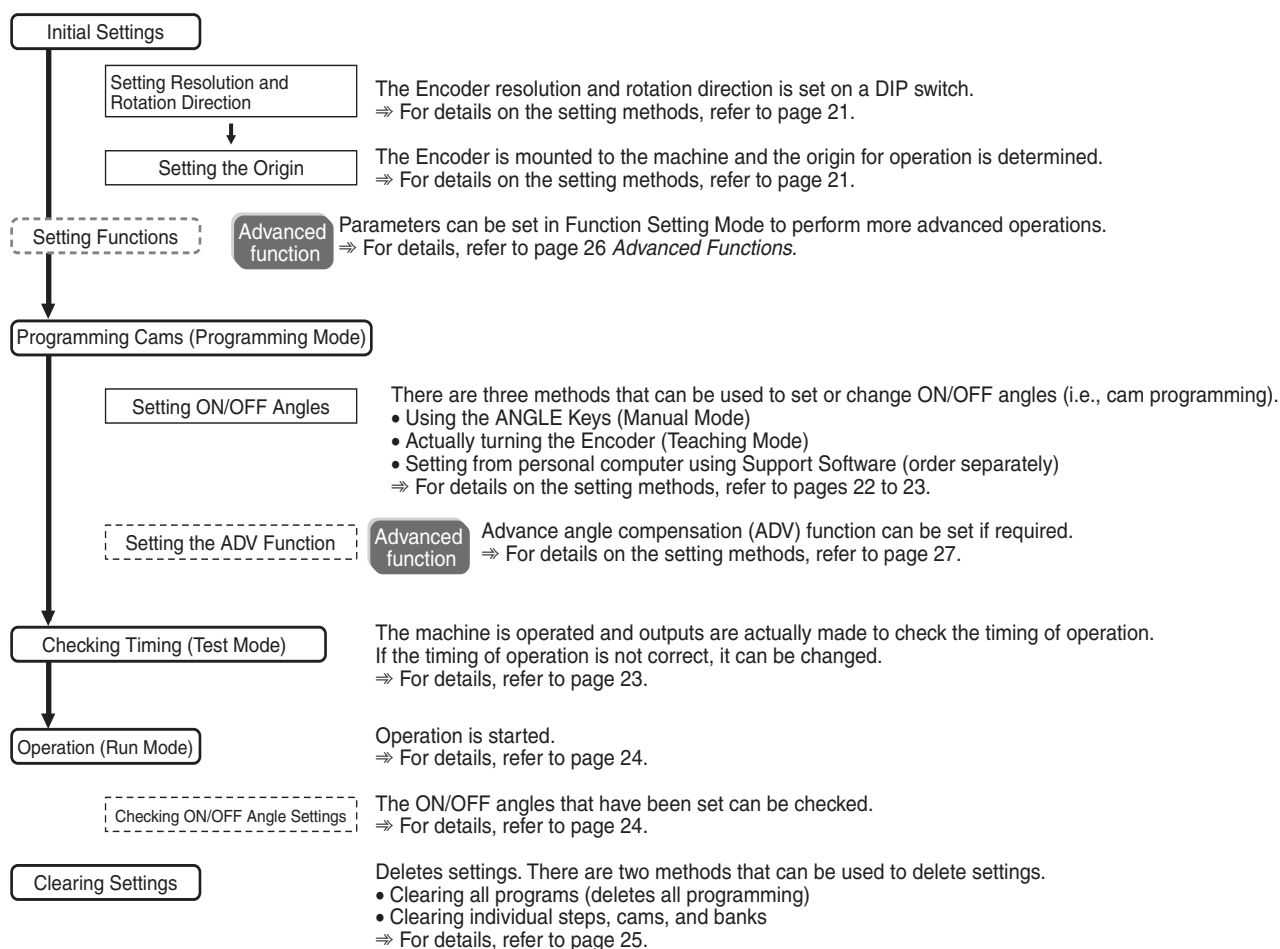 Initial Settings
Setting Resolution and
Rotation Direction
The Encoder resolution and rotation direction is set on a DIP switch.
⇒ For details on the setting methods, refer to page 21.
Setting the Origin
The Encoder is mounted to the machine and the origin for operation is determined.
⇒ For details on the setting methods, refer to page 21.
Setting Functions
Advanced
function
Parameters can be set in Function Setting Mode to perform more advanced operations.
⇒ For details, refer to page 26 Advanced Functions.
Programming Cams (Programming Mode)
Setting ON/OFF Angles
There are three methods that can be used to set or change ON/OFF angles (i.e., cam programming).
• Using the ANGLE Keys (Manual Mode)
• Actually turning the Encoder (Teaching Mode)
• Setting from personal computer using Support Software (order separately)
⇒ For details on the setting methods, refer to pages 22 to 23.
Setting the ADV Function
Advanced
function
Advance angle compensation (ADV) function can be set if required.
⇒ For details on the setting methods, refer to page 27.
Checking Timing (Test Mode)
The machine is operated and outputs are actually made to check the timing of operation.
If the timing of operation is not correct, it can be changed.
⇒ For details, refer to page 23.
Operation (Run Mode)
Operation is started.
⇒ For details, refer to page 24.
Checking ON/OFF Angle Settings
The ON/OFF angles that have been set can be checked.
⇒ For details, refer to page 24.
Clearing Settings
Deletes settings. There are two methods that can be used to delete settings.
• Clearing all programs (deletes all programming)
• Clearing individual steps, cams, and banks
⇒ For details, refer to page 25.